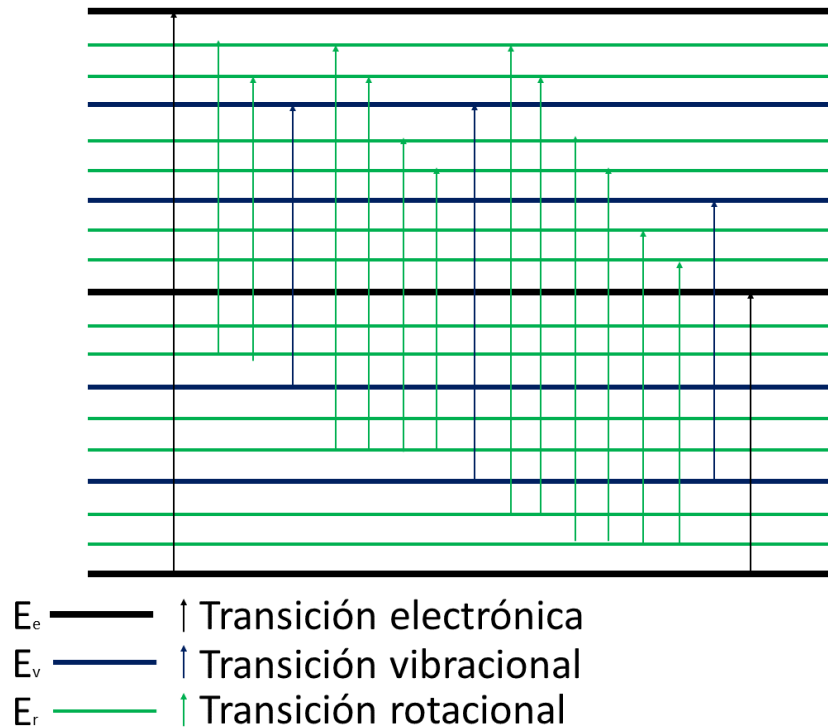 Ee Transición electrónica
Ev Transición vibracional
Er Transición rotacional